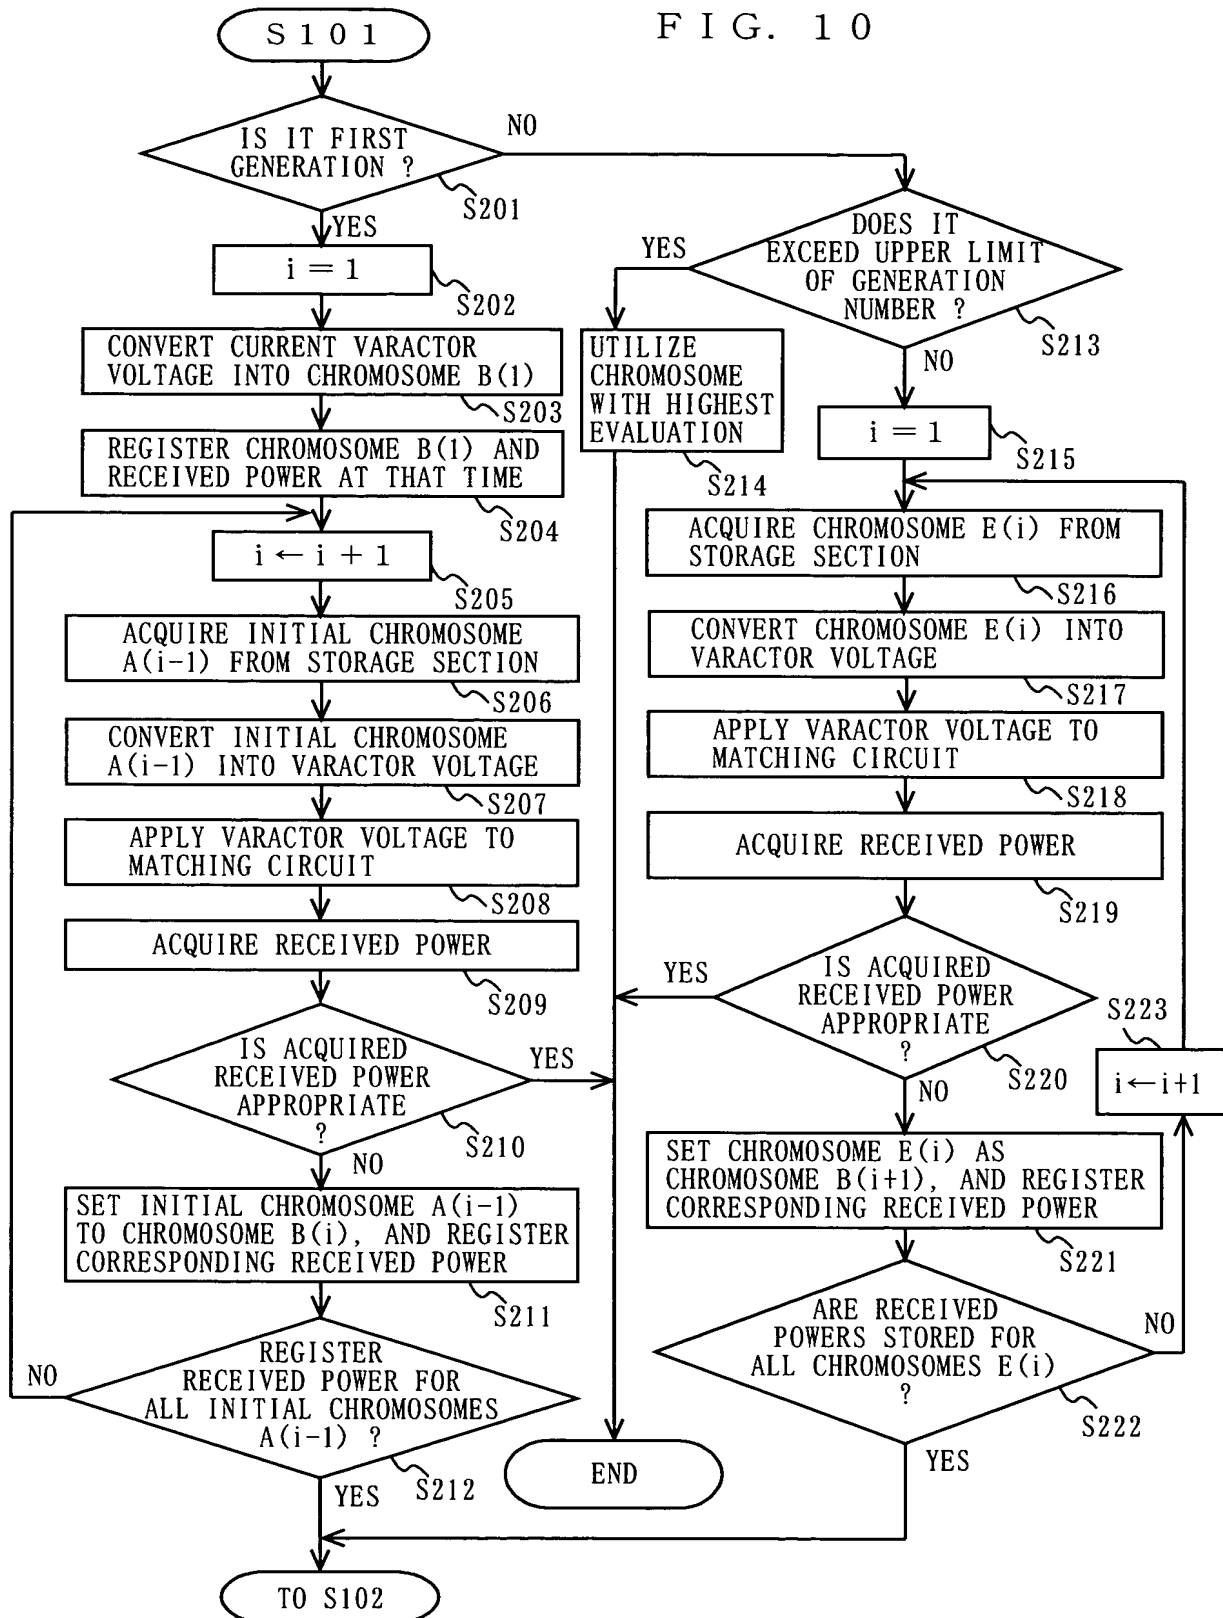 FIG. 10
S101
IS IT FIRST
GENERATION ?
NO
S201
YES
i = 1
S202
CONVERT CURRENT VARACTOR
VOLTAGE INTO CHROMOSOME B(1)
S203
REGISTER CHROMOSOME B(1) AND
RECEIVED POWER AT THAT TIME
S204
i ← i + 1
S205
ACQUIRE INITIAL CHROMOSOME
A(i-1) FROM STORAGE SECTION
S206
CONVERT INITIAL CHROMOSOME
A(i-1) INTO VARACTOR VOLTAGE
S207
APPLY VARACTOR VOLTAGE TO
MATCHING CIRCUIT
S208
ACQUIRE RECEIVED POWER
S209
IS ACQUIRED
RECEIVED POWER
APPROPRIATE
?
YES
S210
NO
SET INITIAL CHROMOSOME A(i-1)
TO CHROMOSOME B(i), AND REGISTER
CORRESPONDING RECEIVED POWER
S211
REGISTER
RECEIVED POWER FOR
ALL INITIAL CHROMOSOMES
A(i-1) ?
NO
S212
YES
TO S102
DOES IT
EXCEED UPPER LIMIT
OF GENERATION
NUMBER ?
YES
S213
NO
UTILIZE
CHROMOSOME
WITH HIGHEST
EVALUATION
S214
i = 1
S215
ACQUIRE CHROMOSOME E(i) FROM
STORAGE SECTION
S216
CONVERT CHROMOSOME E(i) INTO
VARACTOR VOLTAGE
S217
APPLY VARACTOR VOLTAGE TO
MATCHING CIRCUIT
S218
ACQUIRE RECEIVED POWER
S219
IS ACQUIRED
RECEIVED POWER
APPROPRIATE
?
YES
S220
NO
S223
i←i+1
SET CHROMOSOME E(i) AS
CHROMOSOME B(i+1), AND REGISTER
CORRESPONDING RECEIVED POWER
S221
ARE RECEIVED
POWERS STORED FOR
ALL CHROMOSOMES E(i)
?
NO
S222
YES
END